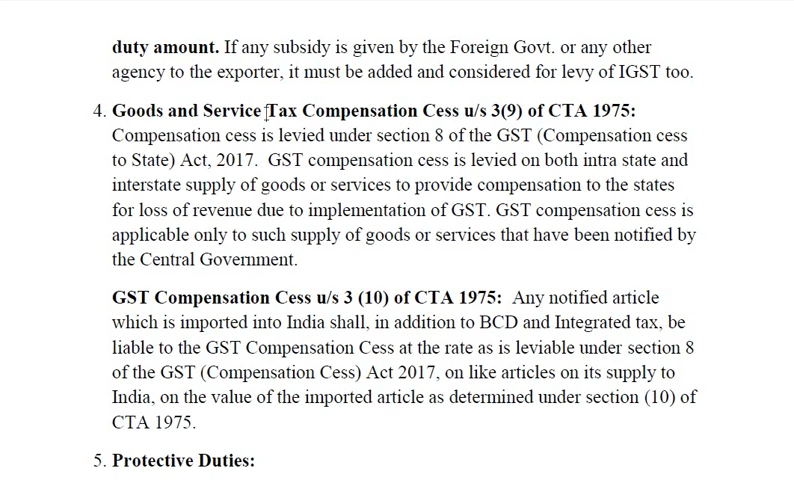 duty amount. If any subsidy is given by the Foreign Govt. or any other
agency to the exporter, it must be added and considered for levy of IGST too.
4. Goods and Service Tax Compensation Cess u/s 3(9) of CTA 1975:
Compensation cess is levied under section 8 of the GST (Compensation cess
to State) Act, 2017.  GST compensation cess is levied on both intra state and
interstate supply of goods or services to provide compensation to the states
for loss of revenue due to implementation of GST. GST compensation cess is
applicable only to such supply of goods or services that have been notified by
the Central Government.
GST Compensation Cess u/s 3 (10) of CTA 1975:  Any notified article
which is imported into India shall, in addition to BCD and Integrated tax, be
liable to the GST Compensation Cess at the rate as is leviable under section 8
of the GST (Compensation Cess) Act 2017, on like articles on its supply to
India, on the value of the imported article as determined under section (10) of
CTA 1975.
5. Protective Duties: